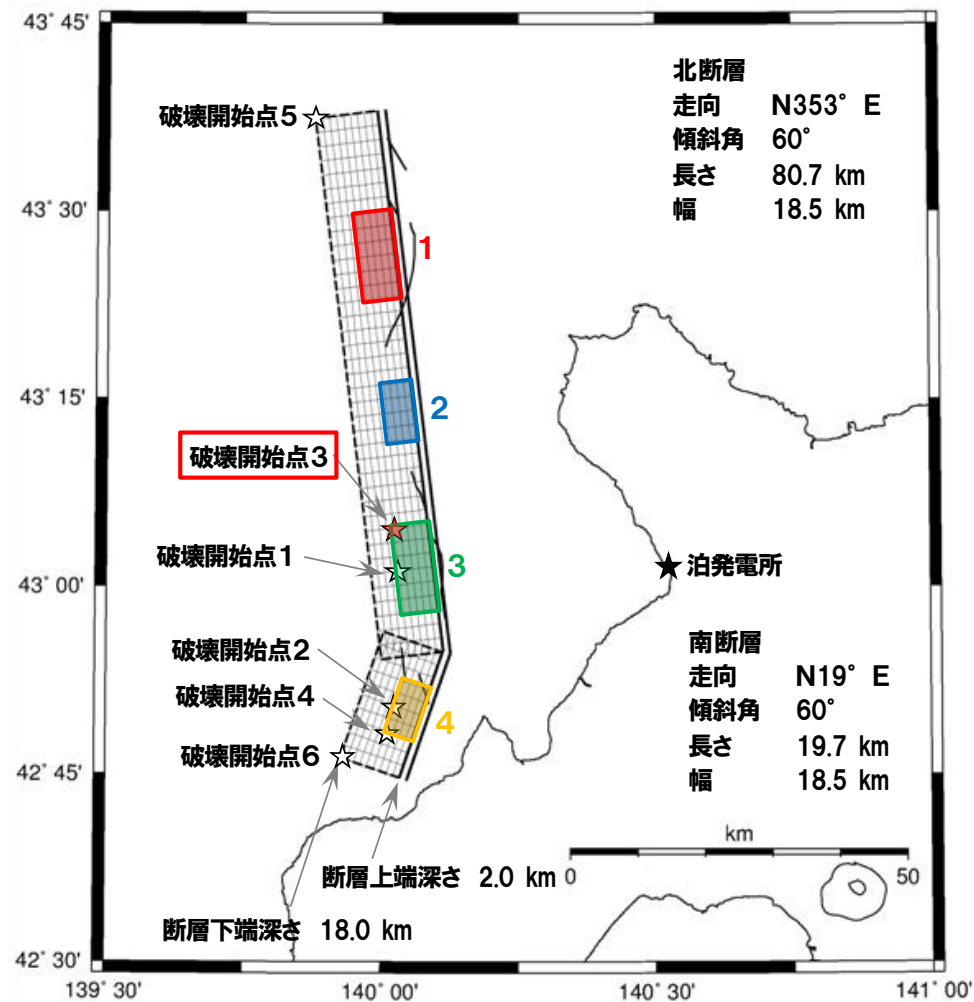 43° 45'
北断層
走向 N353° E
傾斜角 60°
長さ 80.7 km
幅 18.5 km
破壊開始点5
43° 30'
1
43° 15'
2
破壊開始点3
破壊開始点1
3
泊発電所
43° 00'
破壊開始点2
南断層
走向 N19° E
傾斜角 60°
長さ 19.7 km
幅 18.5 km
破壊開始点4
4
破壊開始点6
42° 45'
km
0 50
断層上端深さ 2.0 km
断層下端深さ 18.0 km
42° 30'
139° 30' 140° 00' 140° 30' 141° 00'